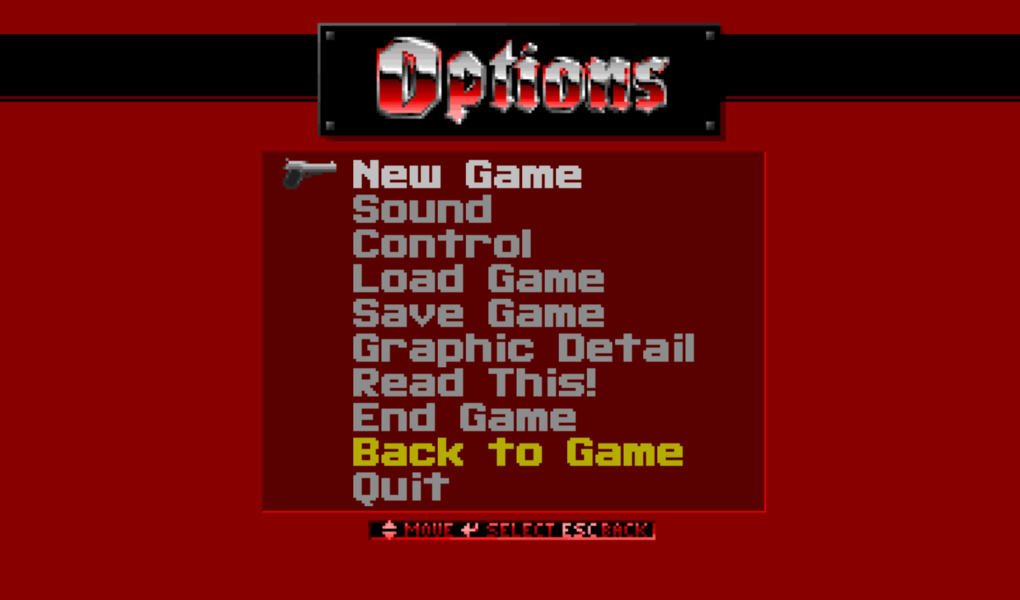 Options
New Game
Sound
Control
Load Game
Save Game
Graphic Detail
Read This!
End Game
Back to Game
Quit
MOVE SELECT ESC BACK